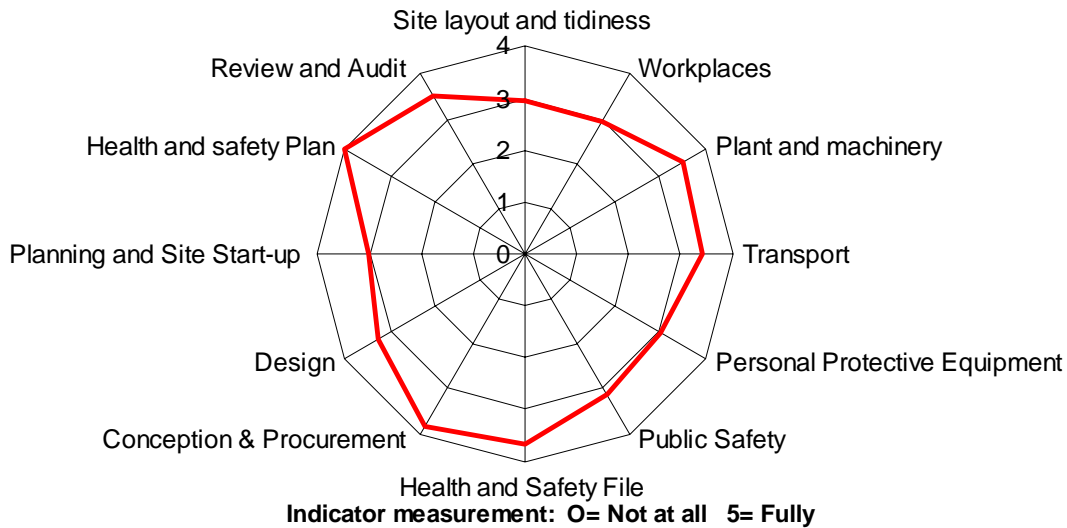 Site layout and tidiness
4
Review and Audit
Workplaces
3
Health and safety Plan
Plant and machinery
2
1
Planning and Site Start-up
0
Transport
Design
Personal Protective Equipment
Conception & Procurement
Public Safety
Health and Safety File
Indicator measurement: O= Not at all 5= Fully